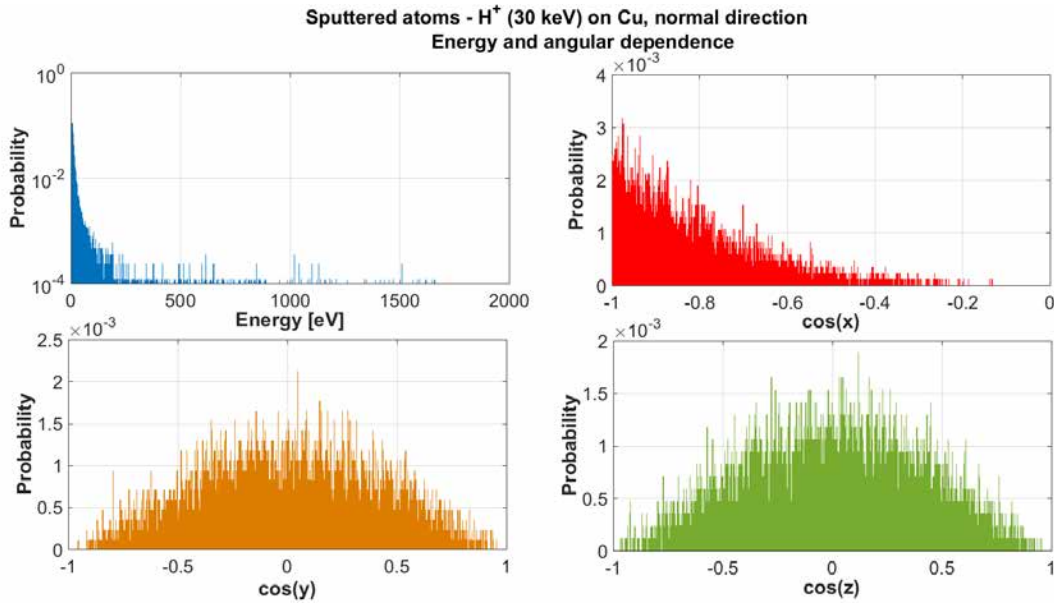 Sputtered atoms - H⁺ (30 keV) on Cu, normal direction
Energy and angular dependence
10⁰
10⁻²
10⁻⁴
Probability
0 500 1000 1500 2000
Energy [eV]
×10⁻³
4
3
2
1
0
Probability
-1 -0.8 -0.6 -0.4 -0.2 0
cos(x)
×10⁻³
2.5
2
1.5
1
0.5
0
Probability
-1 -0.5 0 0.5 1
cos(y)
×10⁻³
2
1.5
1
0.5
0
Probability
-1 -0.5 0 0.5 1
cos(z)